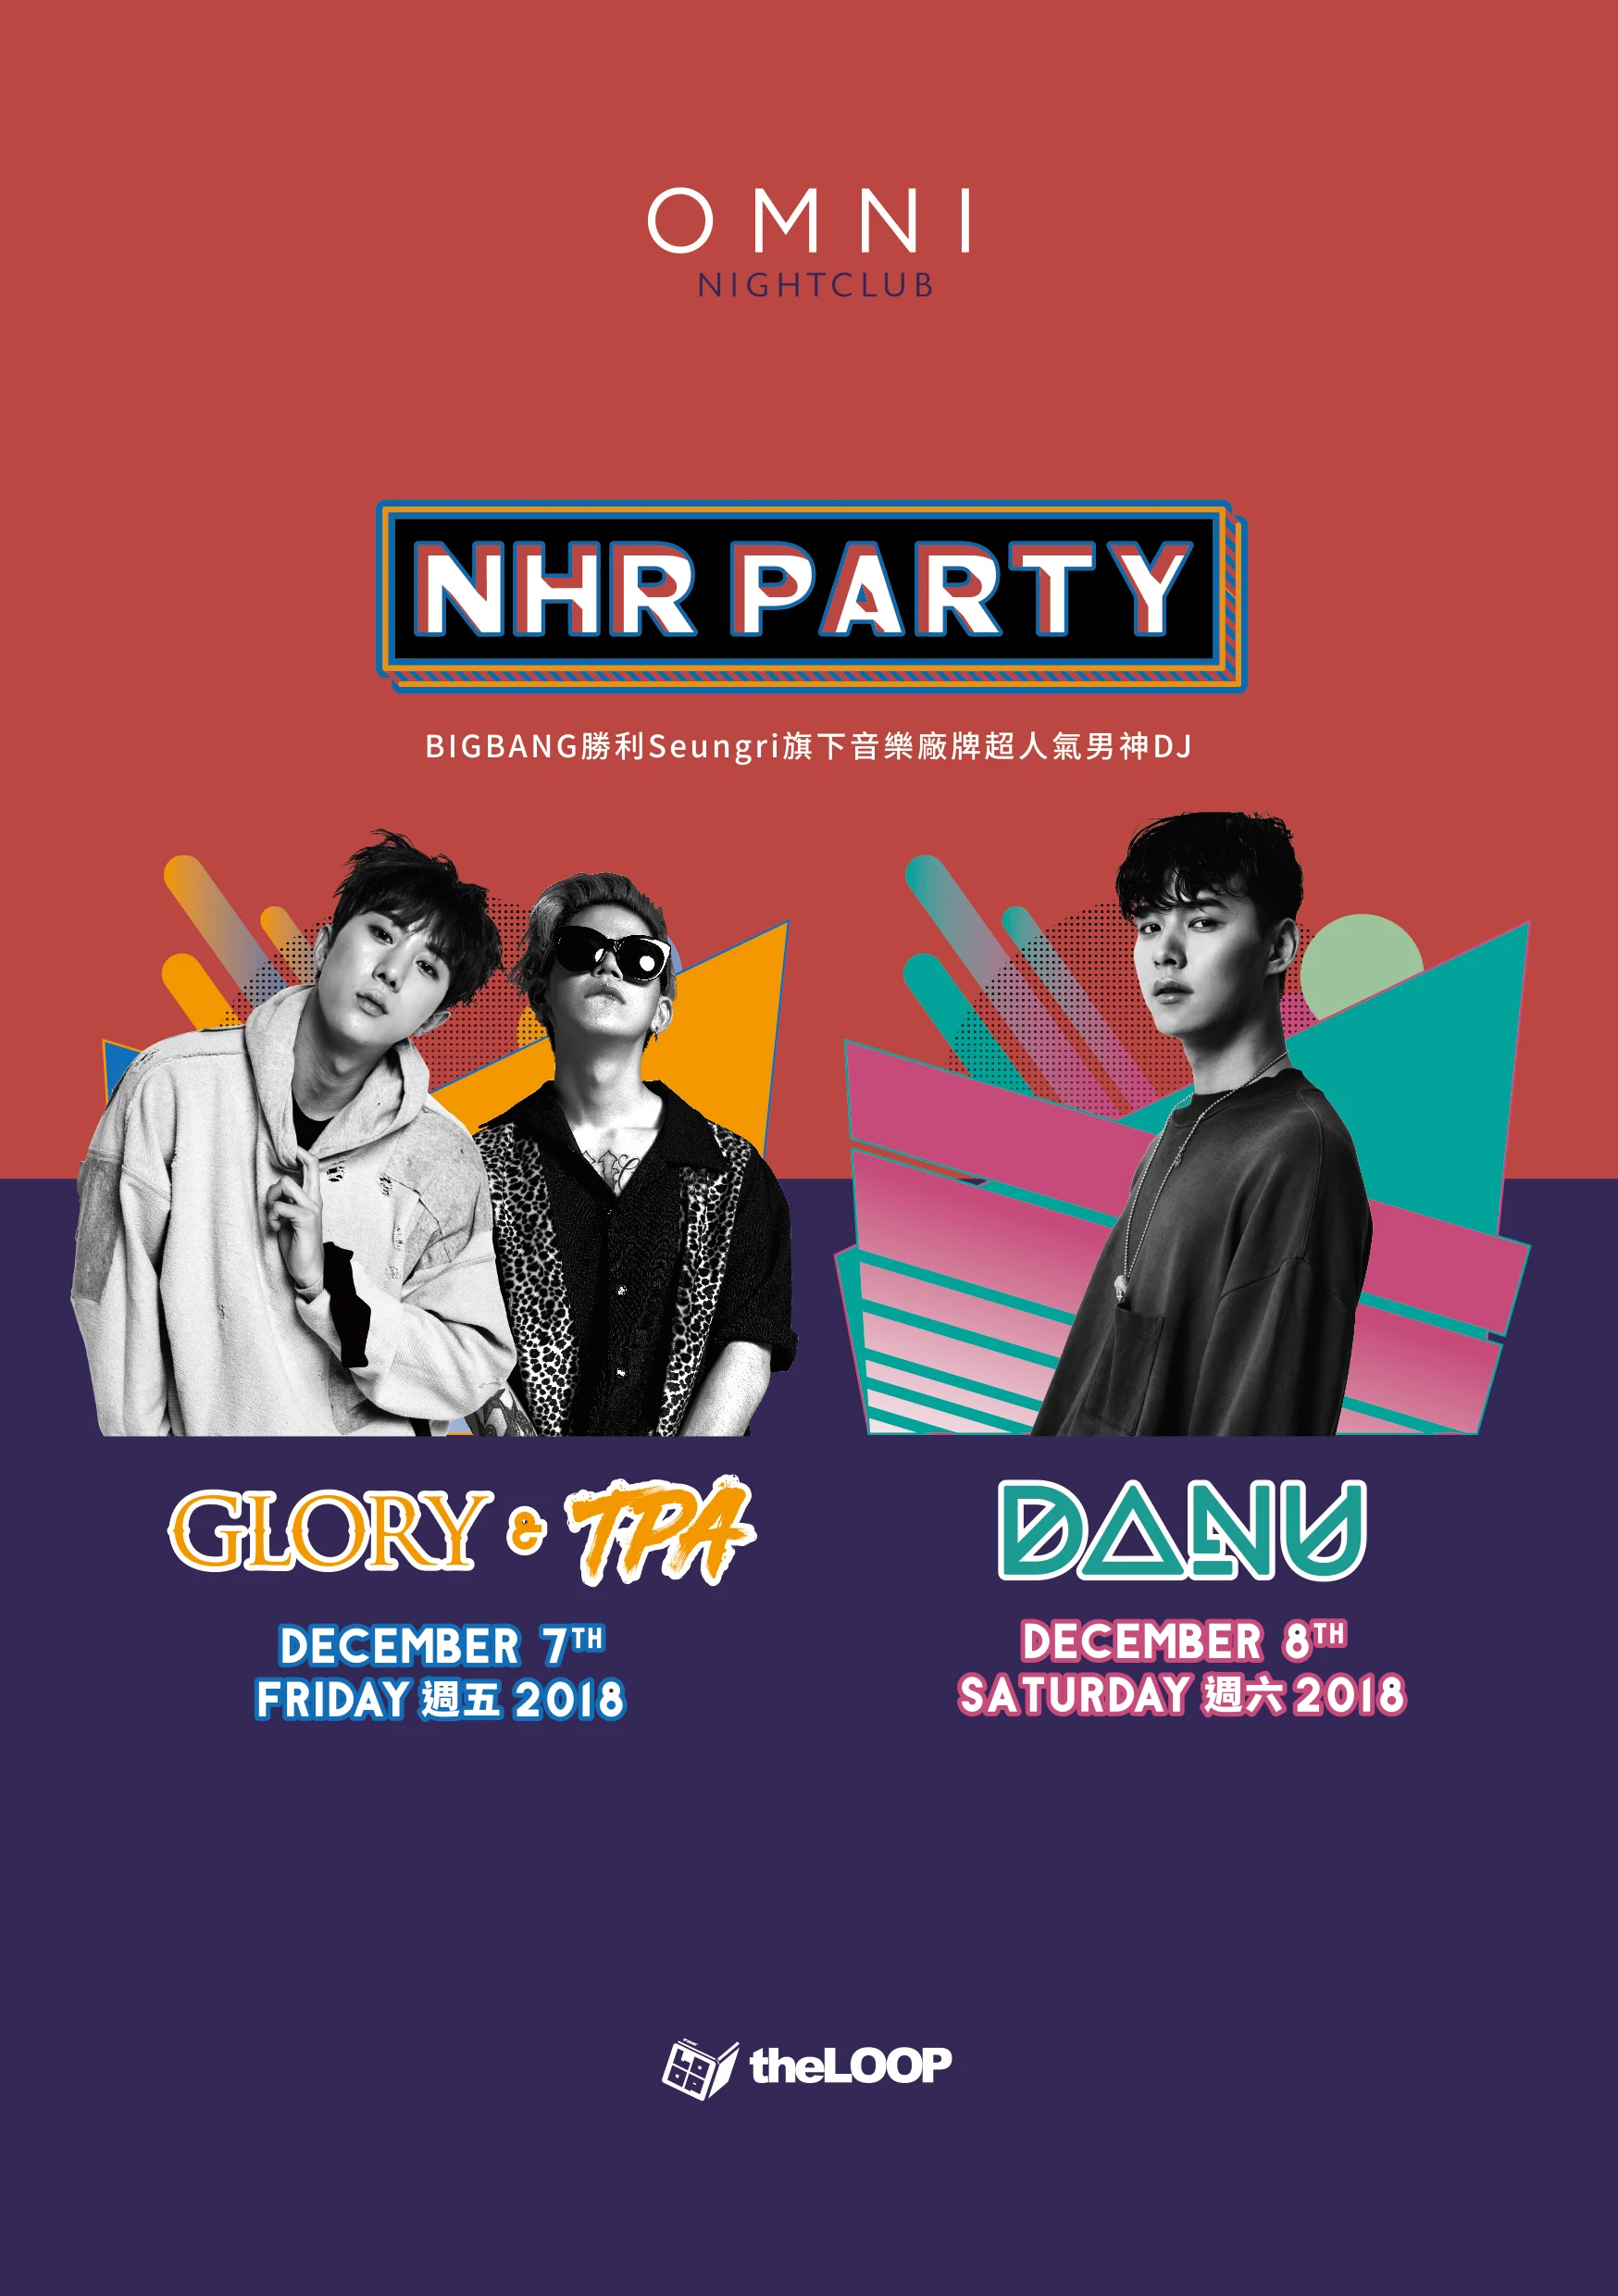 OMNI
NIGHTCLUB
NHR PARTY
BIGBANG勝利Seungri旗下音樂廠牌超人氣男神DJ
GLORY & TPA
DECEMBER 7TH
FRIDAY 週五 2018
DANU
DECEMBER 8TH
SATURDAY 週六 2018
LOOP
theLOOP